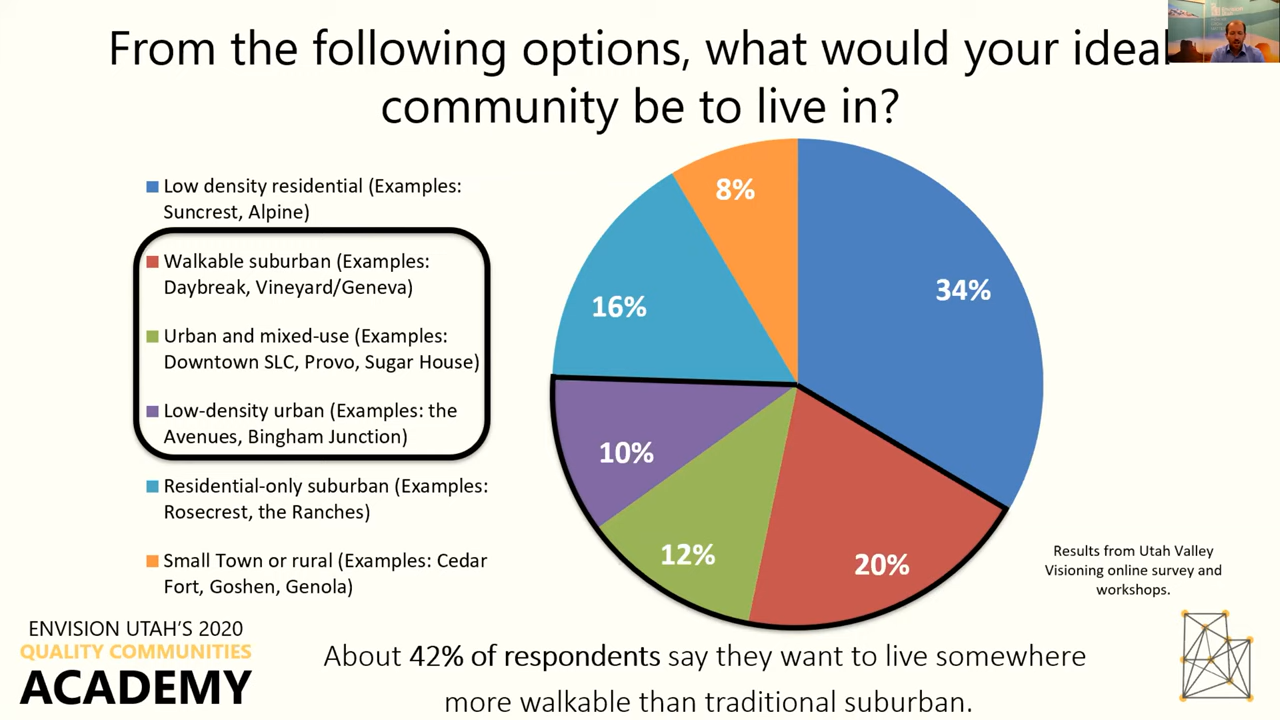 From the following options, what would your ideal
community be to live in?
Low density residential (Examples:
Suncrest, Alpine)
Walkable suburban (Examples:
Daybreak, Vineyard/Geneva)
Urban and mixed-use (Examples:
Downtown SLC, Provo, Sugar House)
Low-density urban (Examples: the
Avenues, Bingham Junction)
Residential-only suburban (Examples:
Rosecrest, the Ranches)
Small Town or rural (Examples: Cedar
Fort, Goshen, Genola)
8%
34%
16%
10%
12%
20%
Results from Utah Valley
Visioning online survey and
workshops.
ENVISION UTAH'S 2020
QUALITY COMMUNITIES
ACADEMY
About 42% of respondents say they want to live somewhere
more walkable than traditional suburban.